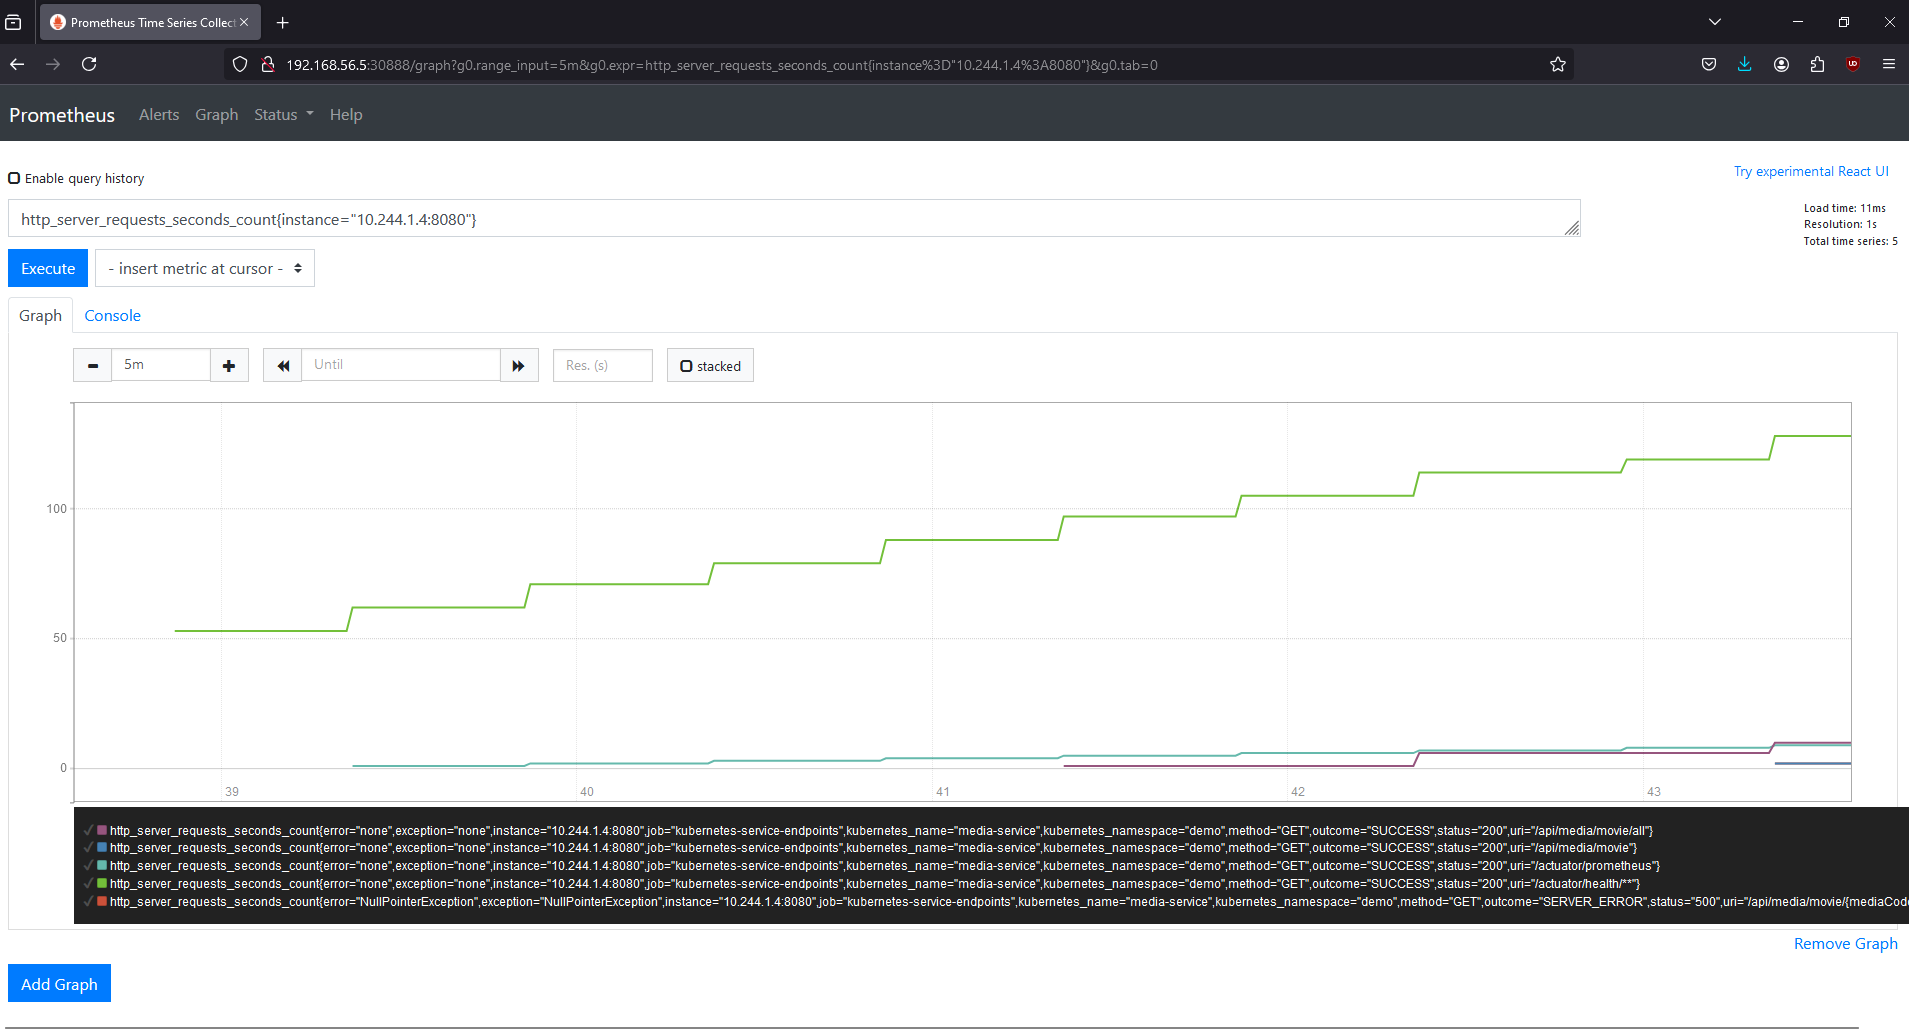 Prometheus Time Series Collect
192.168.56.5:30888/graph?g0.range_input=5m&g0.expr=http_server_requests_seconds_count{instance%3D"10.244.1.4%3A8080"}&g0.tab=0
Prometheus Alerts Graph Status Help
Enable query history
Try experimental React UI
http_server_requests_seconds_count{instance="10.244.1.4:8080"}
Load time: 11ms
Resolution: 1s
Total time series: 5
Execute - insert metric at cursor -
Graph Console
5m Until Res. (s) stacked
100
50
0
39 40 41 42 43
http_server_requests_seconds_count{error="none",exception="none",instance="10.244.1.4:8080",job="kubernetes-service-endpoints",kubernetes_name="media-service",kubernetes_namespace="demo",method="GET",outcome="SUCCESS",status="200",uri="/api/media/movie/all"}
http_server_requests_seconds_count{error="none",exception="none",instance="10.244.1.4:8080",job="kubernetes-service-endpoints",kubernetes_name="media-service",kubernetes_namespace="demo",method="GET",outcome="SUCCESS",status="200",uri="/api/media/movie"}
http_server_requests_seconds_count{error="none",exception="none",instance="10.244.1.4:8080",job="kubernetes-service-endpoints",kubernetes_name="media-service",kubernetes_namespace="demo",method="GET",outcome="SUCCESS",status="200",uri="/actuator/prometheus"}
http_server_requests_seconds_count{error="none",exception="none",instance="10.244.1.4:8080",job="kubernetes-service-endpoints",kubernetes_name="media-service",kubernetes_namespace="demo",method="GET",outcome="SUCCESS",status="200",uri="/actuator/health/**"}
http_server_requests_seconds_count{error="NullPointerException",exception="NullPointerException",instance="10.244.1.4:8080",job="kubernetes-service-endpoints",kubernetes_name="media-service",kubernetes_namespace="demo",method="GET",outcome="SERVER_ERROR",status="500",uri="/api/media/movie/{mediaCod
Remove Graph
Add Graph